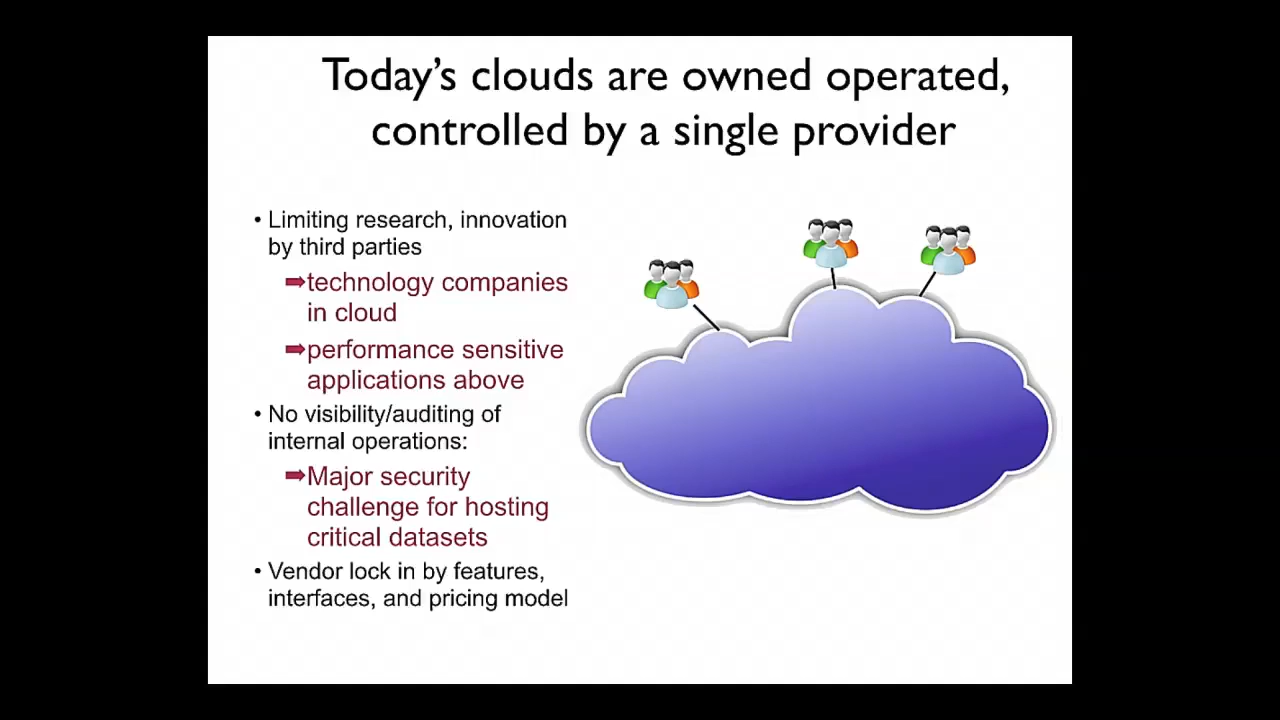 Today's clouds are owned operated,
controlled by a single provider
• Limiting research, innovation
by third parties
➡technology companies
in cloud
➡performance sensitive
applications above
• No visibility/auditing of
internal operations:
➡Major security
challenge for hosting
critical datasets
• Vendor lock in by features,
interfaces, and pricing model